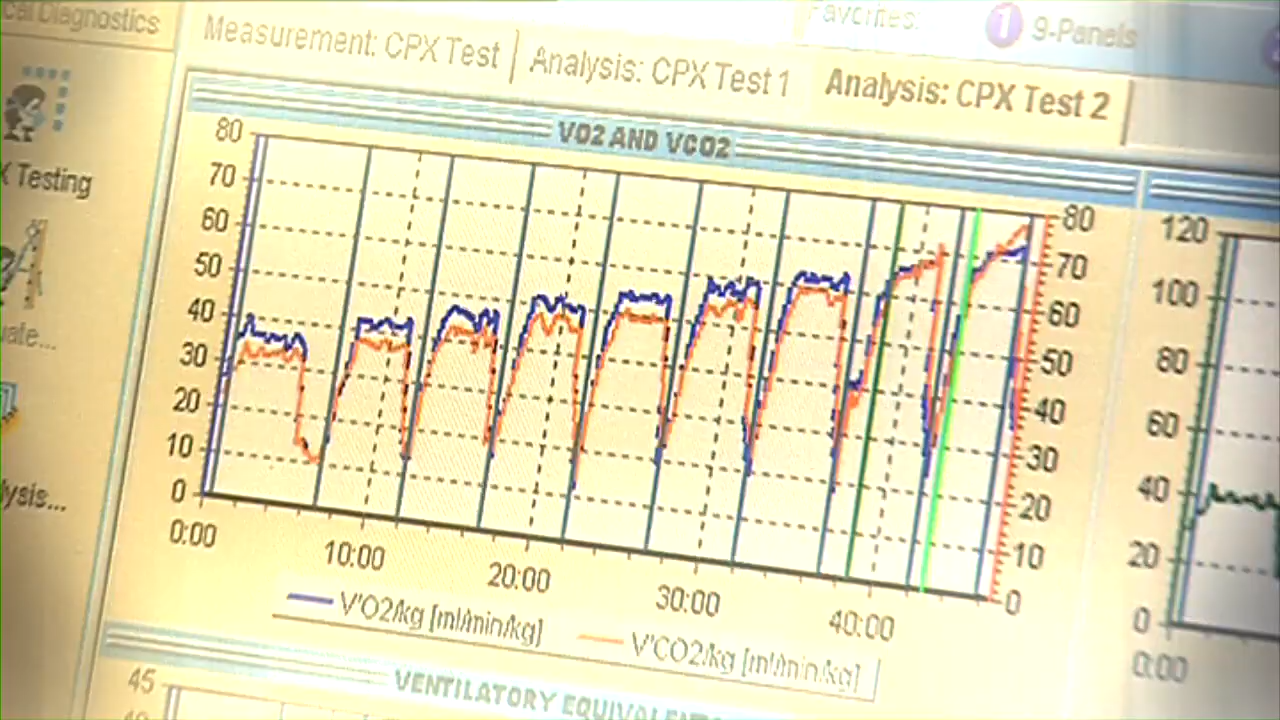 cal Diagnostics
Favorites:
1 9-Panels
Measurement: CPX Test
Analysis: CPX Test 1
Analysis: CPX Test 2
X Testing
uate...
lysis...
VO2 AND VCO2
80
70
60
50
40
30
20
10
0
80
70
60
50
40
30
20
10
0
0:00
10:00
20:00
30:00
40:00
V'O2/kg [ml/min/kg]
V'CO2/kg [ml/min/kg]
120
100
80
60
40
20
0
0:00
VENTILATORY EQUIVALENTS
45
40